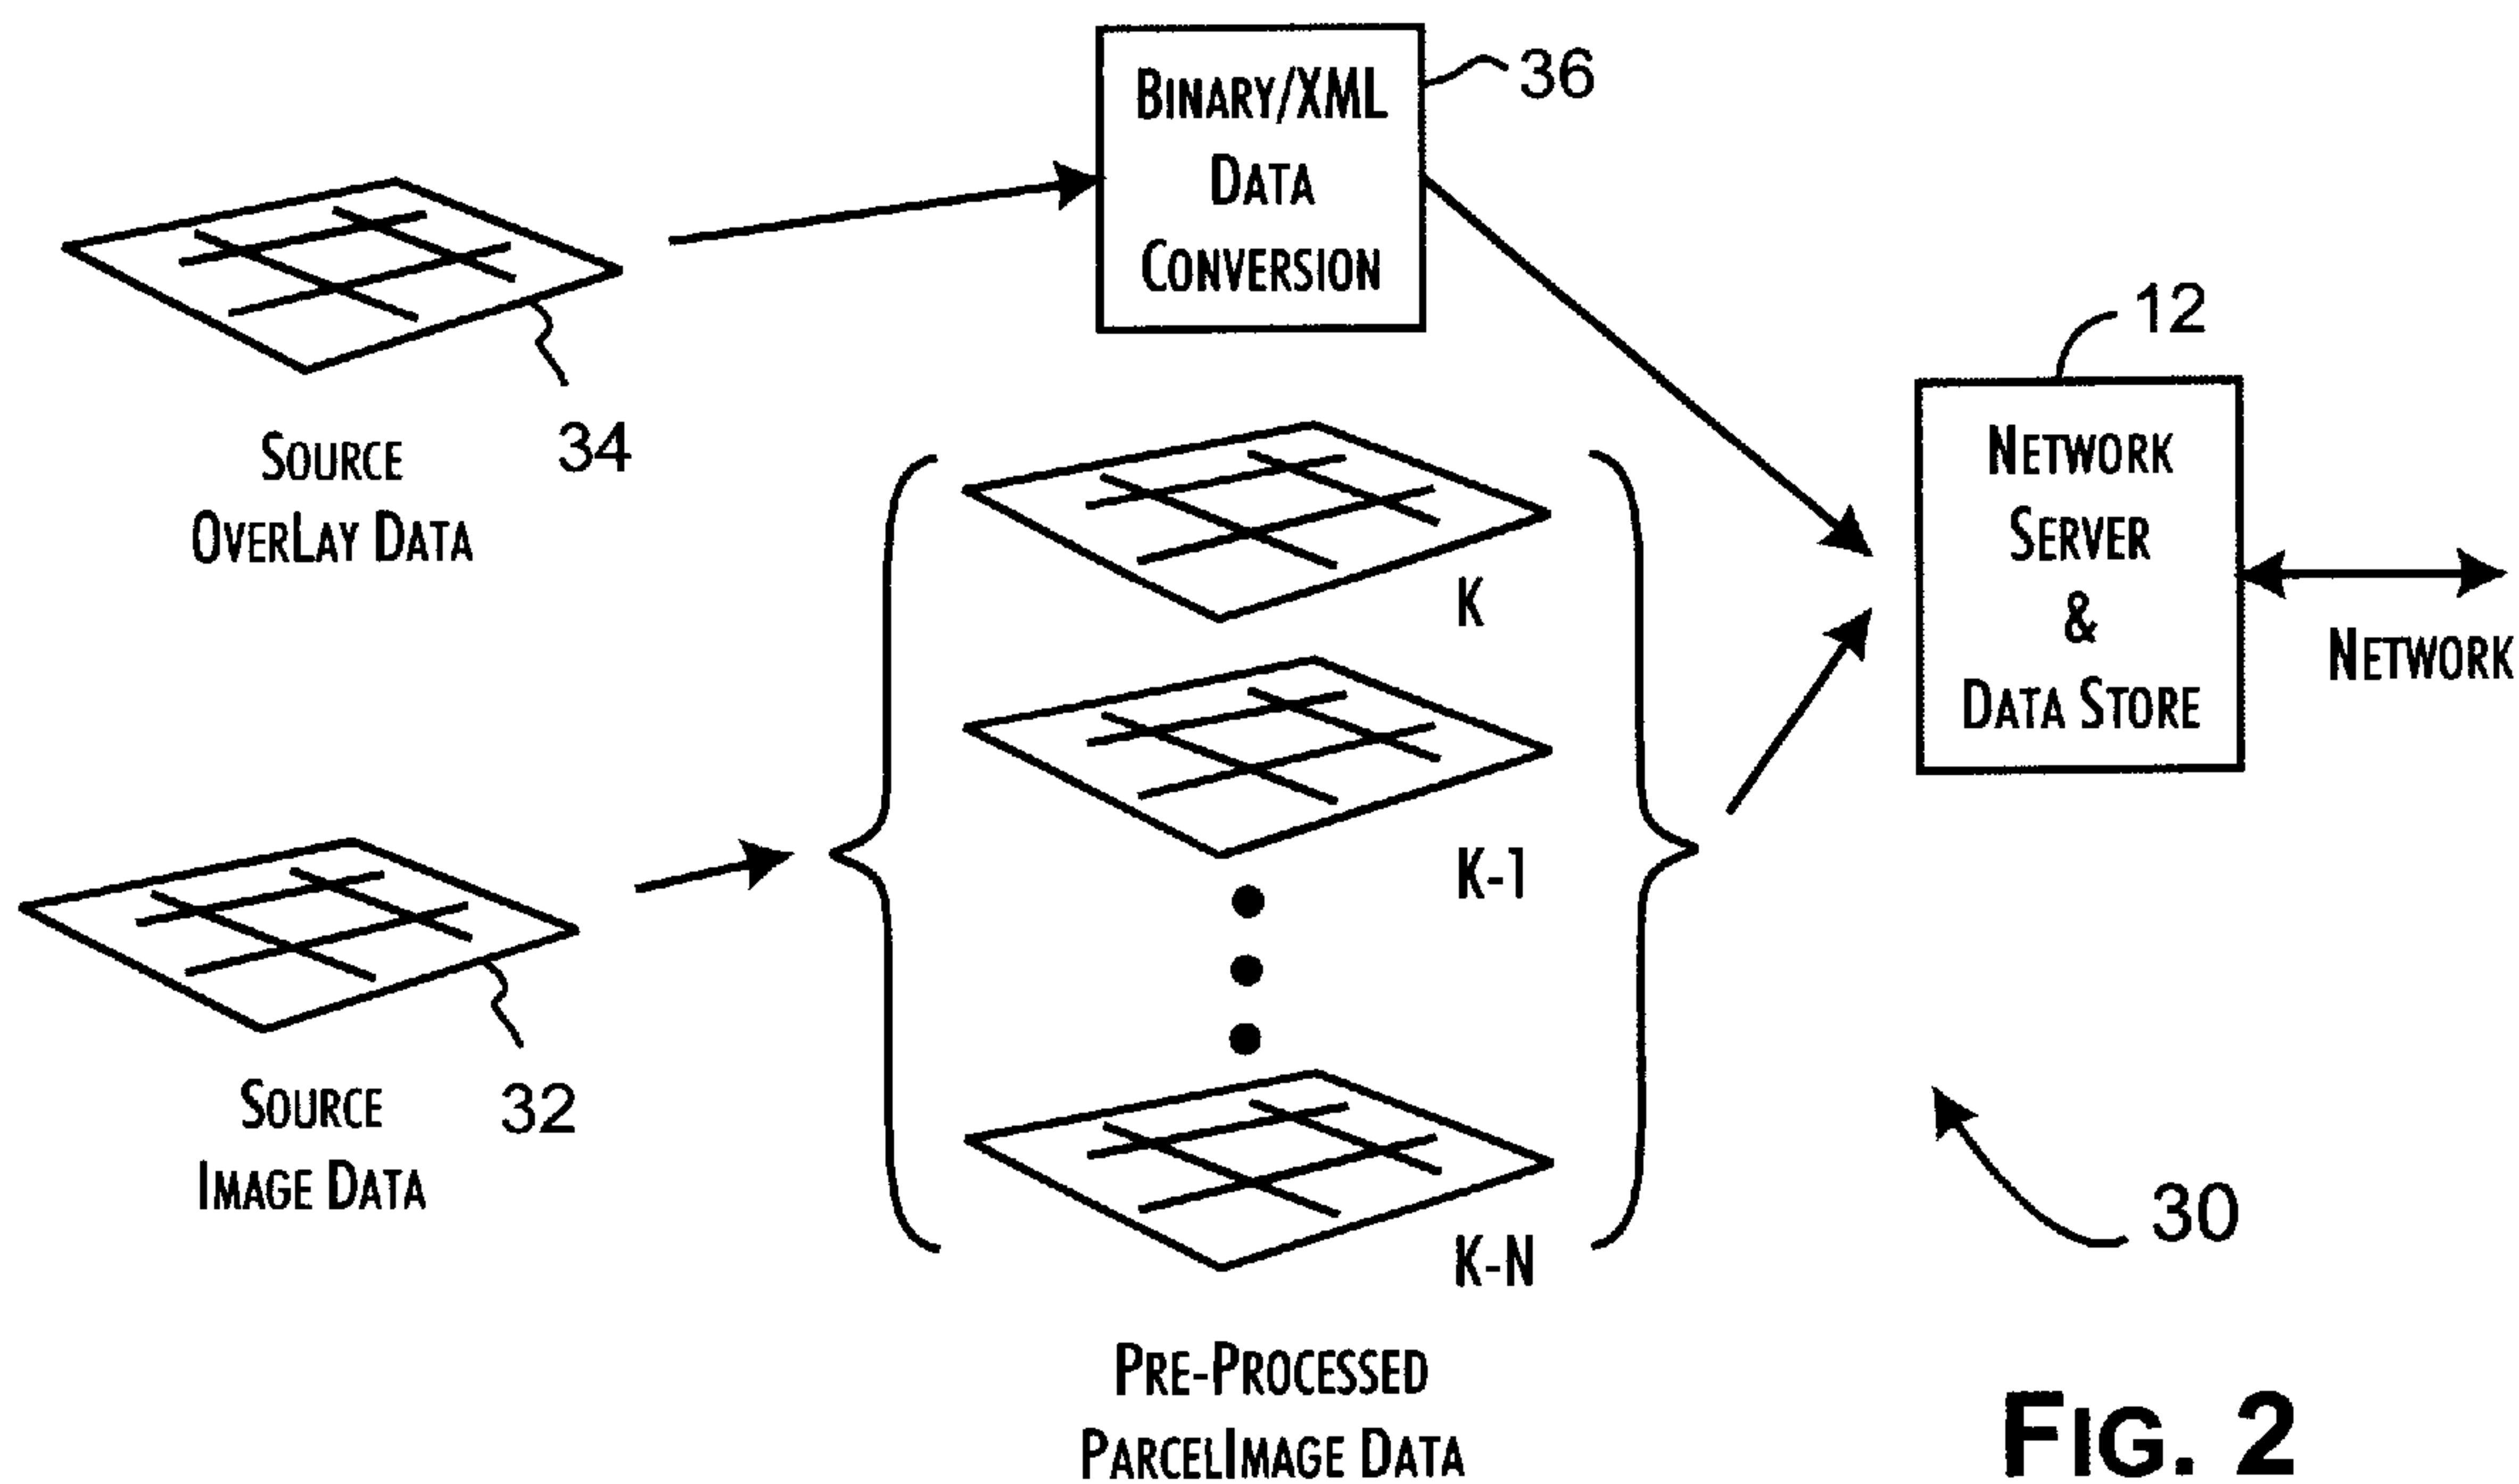 BINARY/XML
DATA
CONVERSION
36
SOURCE
OVERLAY DATA
34
12
NETWORK
SERVER
&
DATA STORE
NETWORK
K
K-1
K-N
SOURCE
IMAGE DATA
32
PRE-PROCESSED
PARCELIMAGE DATA
30
FIG. 2